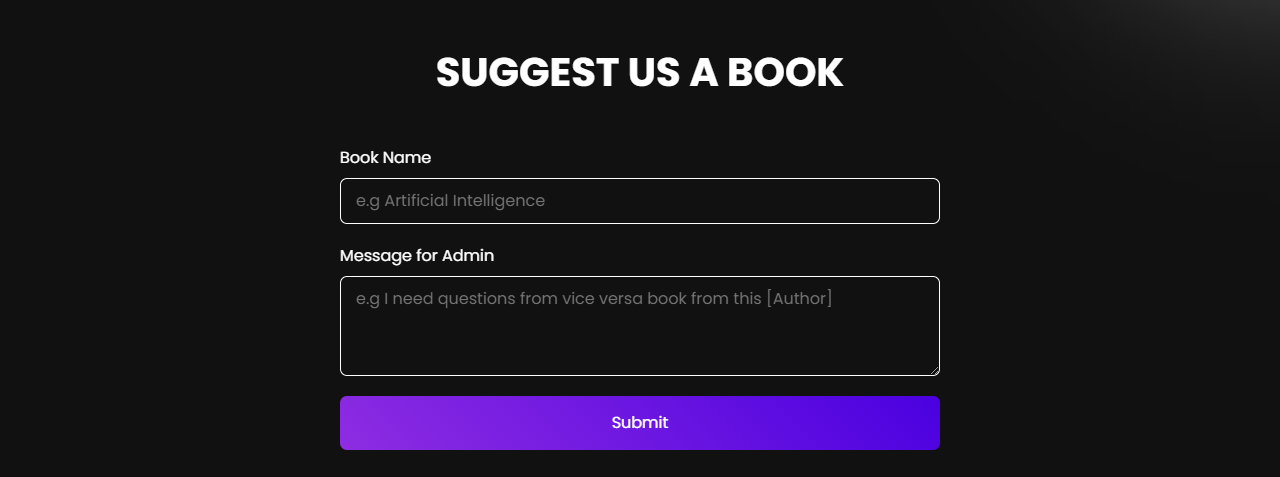 SUGGEST US A BOOK
Book Name
e.g Artificial Intelligence
Message for Admin
e.g I need questions from vice versa book from this [Author]
Submit